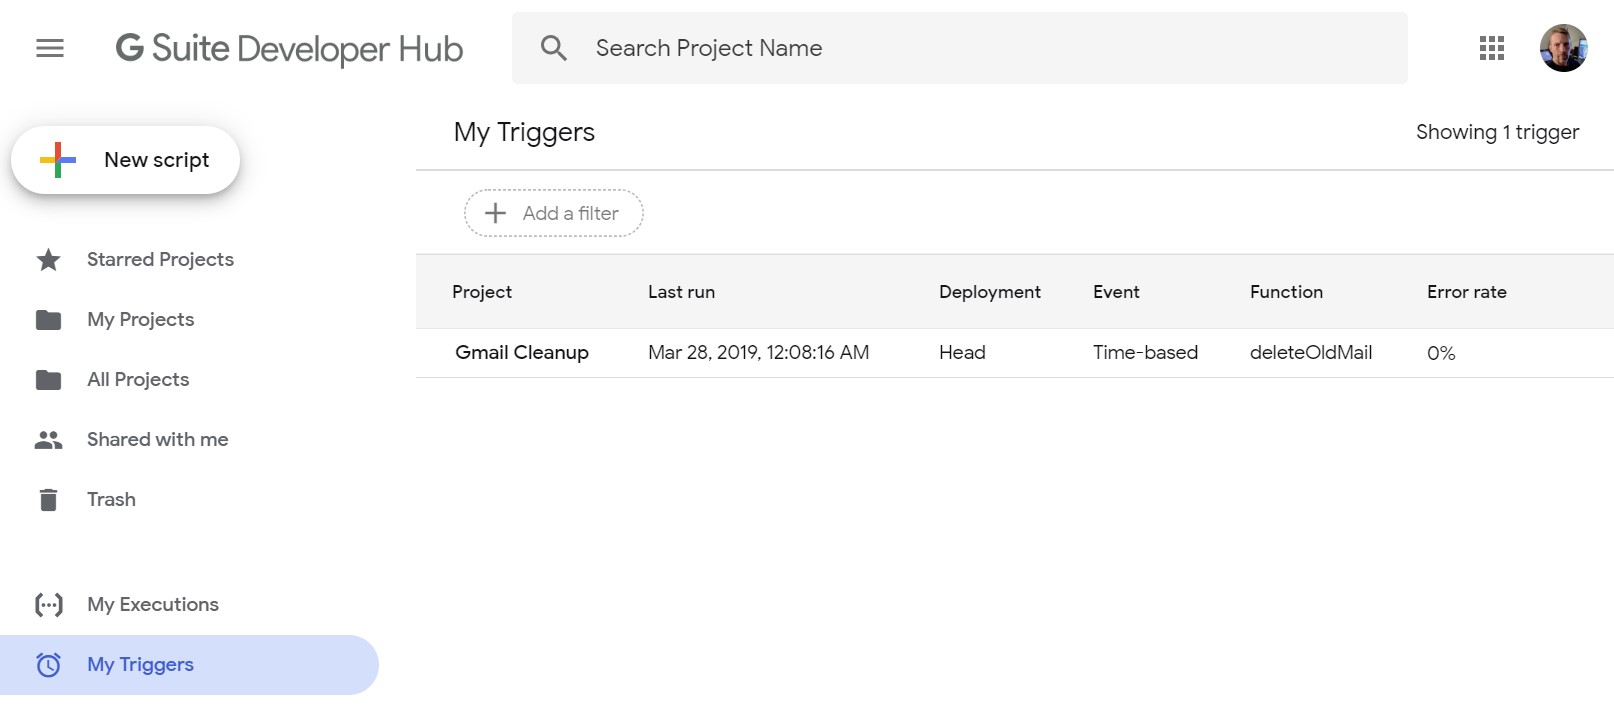 G Suite Developer Hub
Search Project Name
New script
Starred Projects
My Projects
All Projects
Shared with me
Trash
My Executions
My Triggers
My Triggers
Showing 1 trigger
Add a filter
Project Last run Deployment Event Function Error rate
Gmail Cleanup Mar 28, 2019, 12:08:16 AM Head Time-based deleteOldMail 0%